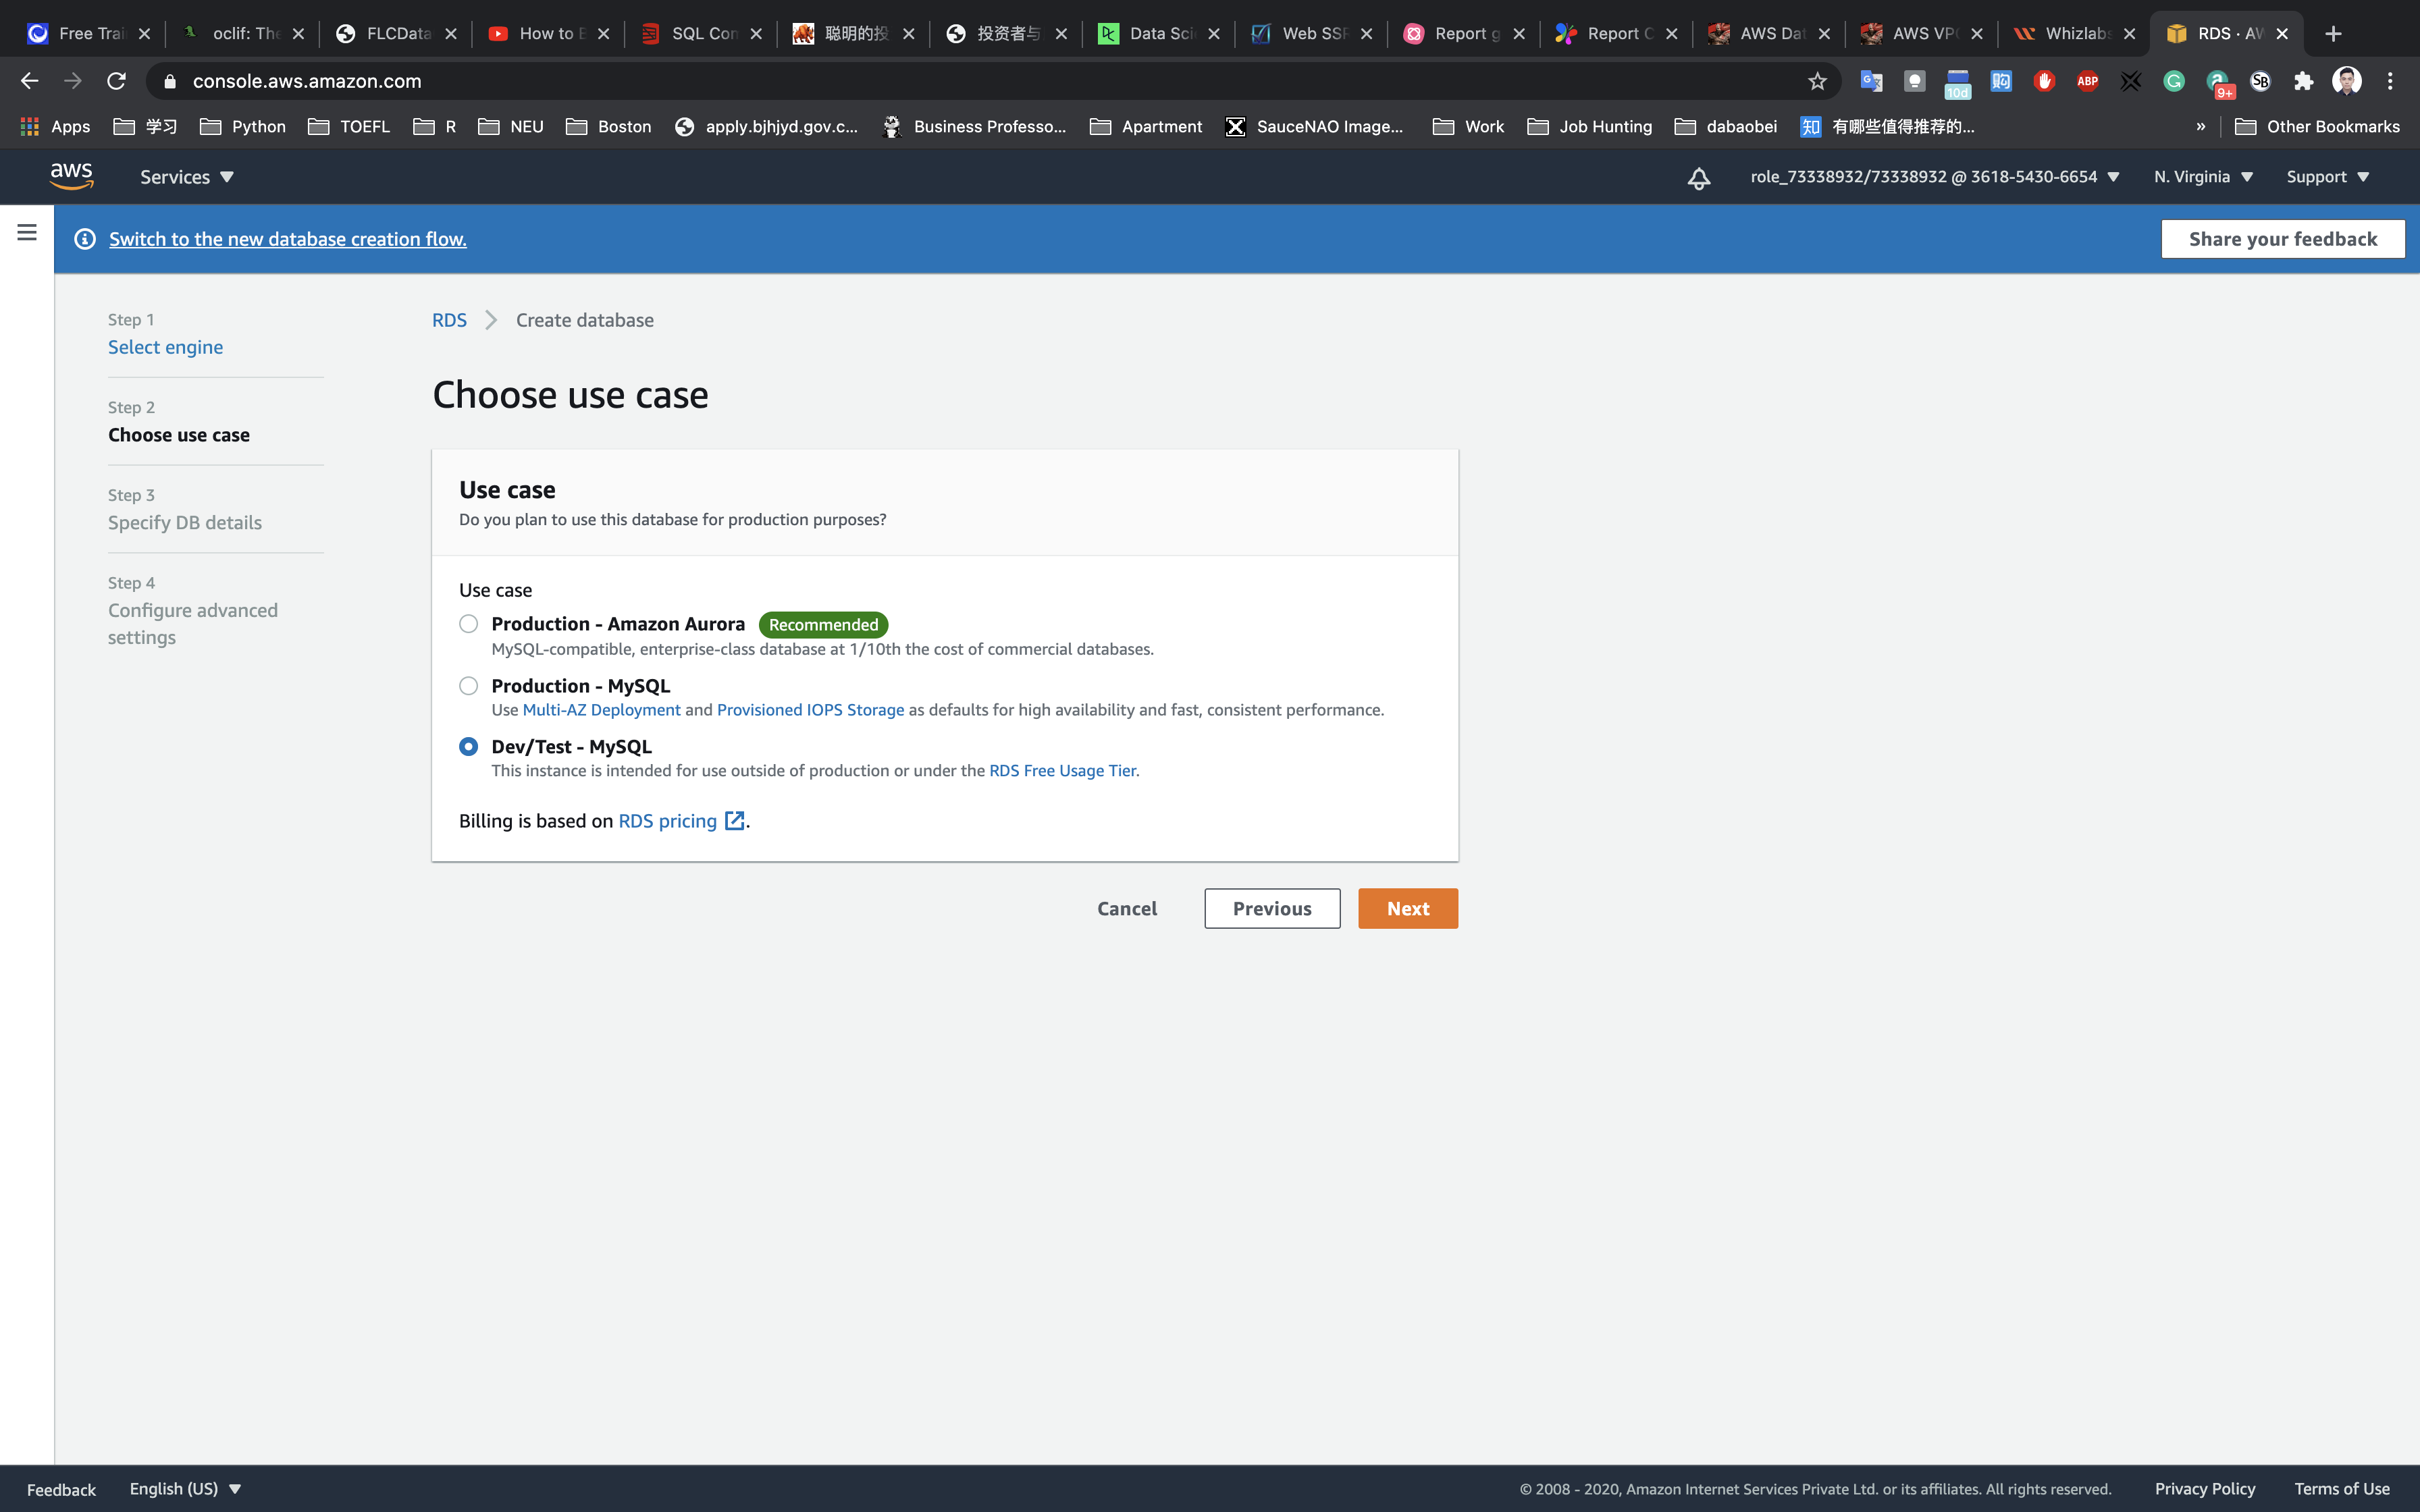 Free Trai
oclif: The
FLCData
How to E
SQL Con
聪明的投
投资者与
Data Sci
Web SSR
Report g
Report C
AWS Dat
AWS VPC
Whizlabs
RDS · AW
console.aws.amazon.com
10d
购
ABP
9+
SB
Apps
学习
Python
TOEFL
R
NEU
Boston
apply.bjhjyd.gov.c...
Business Professo...
Apartment
SauceNAO Image...
Work
Job Hunting
dabaobei
知 有哪些值得推荐的...
»
Other Bookmarks
aws
Services
role_73338932/73338932 @ 3618-5430-6654
N. Virginia
Support
Switch to the new database creation flow.
Share your feedback
Step 1
Select engine
Step 2
Choose use case
Step 3
Specify DB details
Step 4
Configure advanced
settings
RDS
Create database
Choose use case
Use case
Do you plan to use this database for production purposes?
Use case
Production - Amazon Aurora Recommended
MySQL-compatible, enterprise-class database at 1/10th the cost of commercial databases.
Production - MySQL
Use Multi-AZ Deployment and Provisioned IOPS Storage as defaults for high availability and fast, consistent performance.
Dev/Test - MySQL
This instance is intended for use outside of production or under the RDS Free Usage Tier.
Billing is based on RDS pricing .
Cancel
Previous
Next
Feedback
English (US)
© 2008 - 2020, Amazon Internet Services Private Ltd. or its affiliates. All rights reserved.
Privacy Policy
Terms of Use